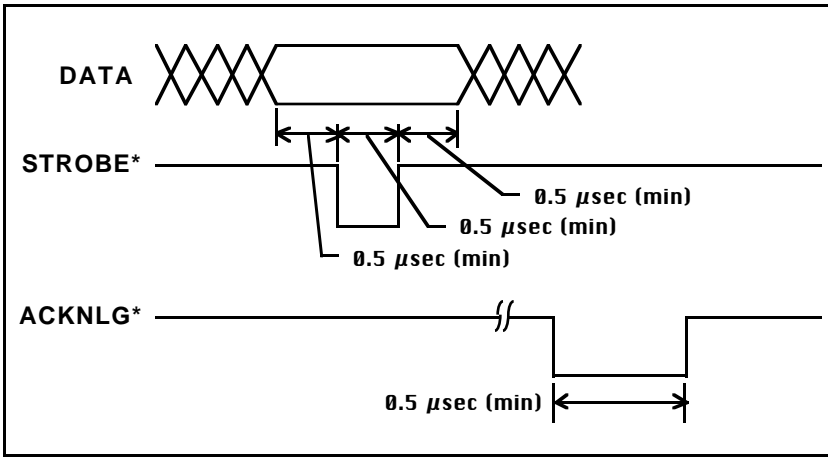 DATA
STROBE*
0.5 μsec (min)
0.5 μsec (min)
0.5 μsec (min)
ACKNLG*
0.5 μsec (min)